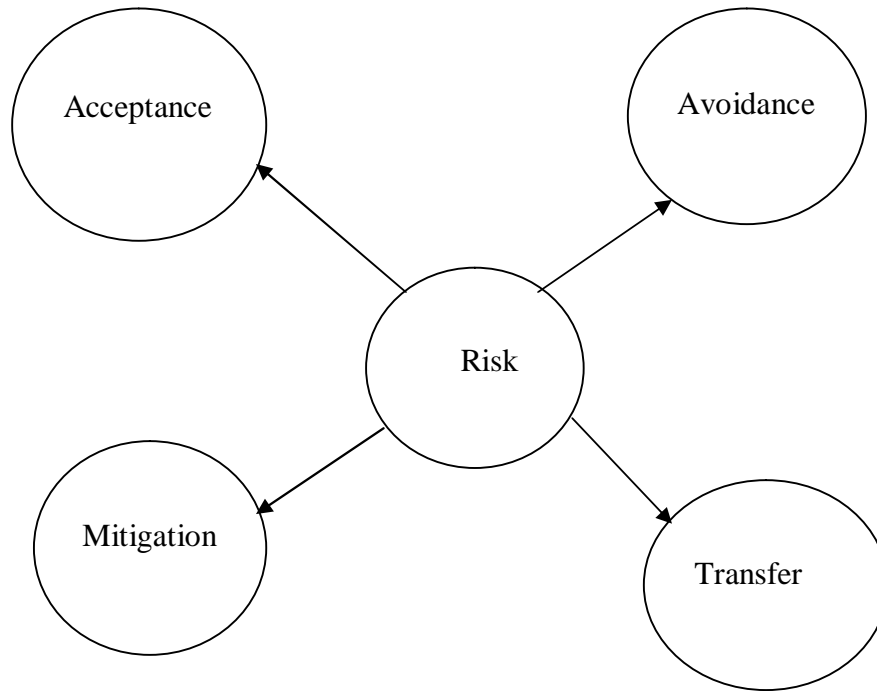 Acceptance
Avoidance
Risk
Mitigation
Transfer